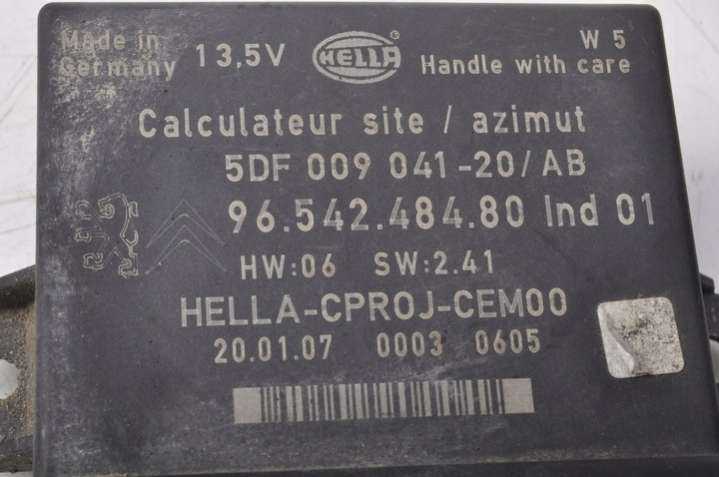 Made in Germany 13,5V HELLA W 5
Handle with care
Calculateur site / azimut
5DF 009 041-20/AB
96.542.484.80 Ind 01
HW:06 SW:2.41
HELLA-CPROJ-CEM00
20.01.07 0003 0605